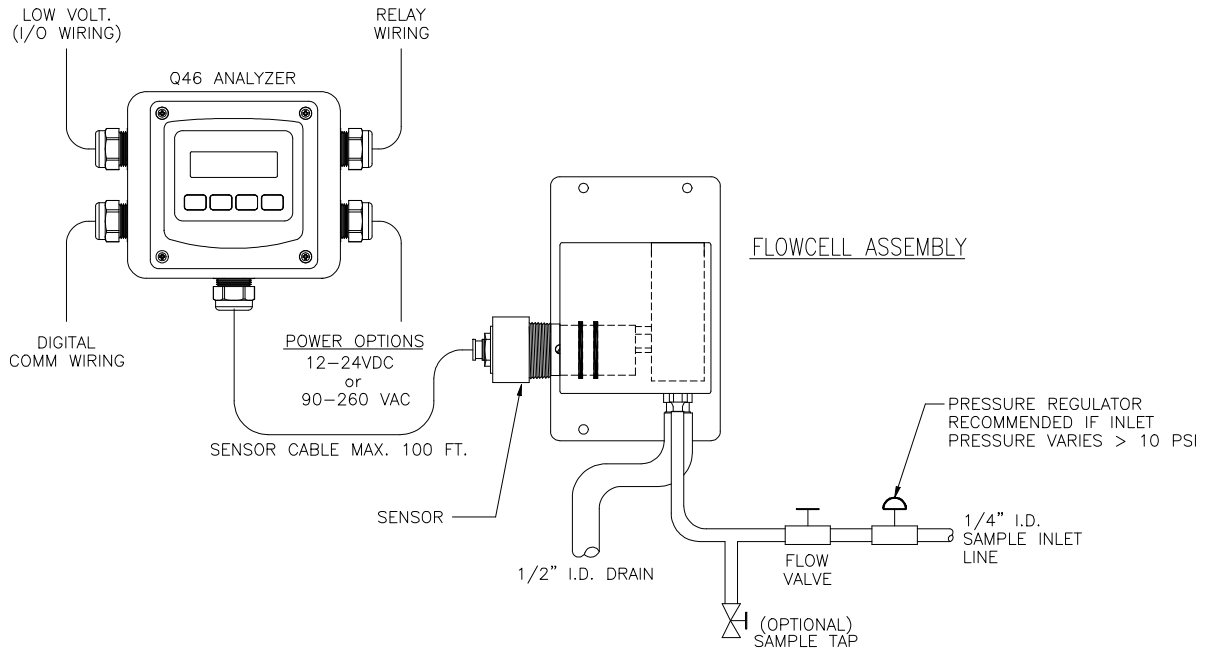 LOW VOLT.
(I/O WIRING)
RELAY
WIRING
Q46 ANALYZER
FLOWCELL ASSEMBLY
DIGITAL
COMM WIRING
POWER OPTIONS
12-24VDC
or
90-260 VAC
SENSOR CABLE MAX. 100 FT.
PRESSURE REGULATOR
RECOMMENDED IF INLET
PRESSURE VARIES > 10 PSI
SENSOR
1/4" I.D.
SAMPLE INLET
LINE
FLOW
VALVE
1/2" I.D. DRAIN
(OPTIONAL)
SAMPLE TAP